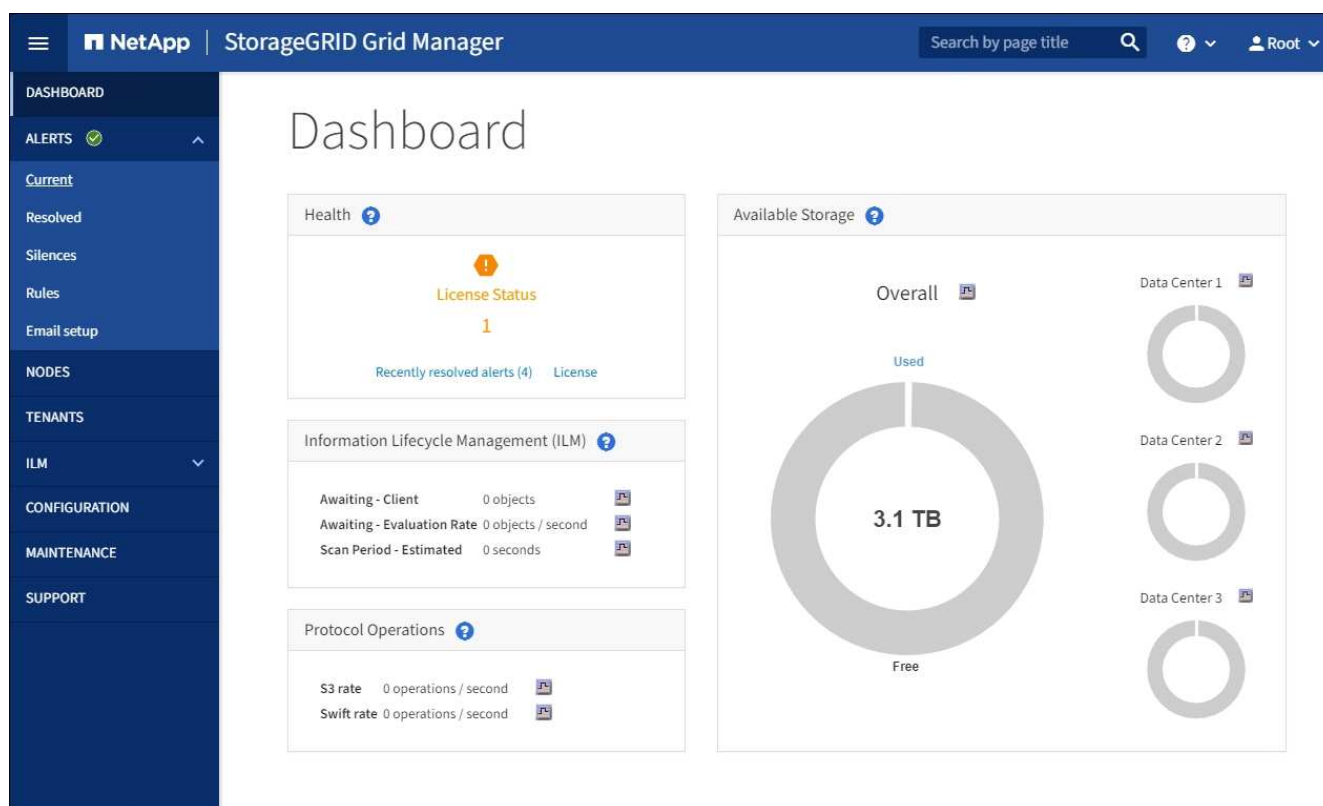 NetApp | StorageGRID Grid Manager
Search by page title
Root
DASHBOARD
ALERTS
Current
Resolved
Silences
Rules
Email setup
NODES
TENANTS
ILM
CONFIGURATION
MAINTENANCE
SUPPORT
Dashboard
Health ?
!
License Status
1
Recently resolved alerts (4) License
Information Lifecycle Management (ILM) ?
Awaiting - Client 0 objects
Awaiting - Evaluation Rate 0 objects / second
Scan Period - Estimated 0 seconds
Protocol Operations ?
S3 rate 0 operations / second
Swift rate 0 operations / second
Available Storage ?
Overall
Used
3.1 TB
Free
Data Center 1
Data Center 2
Data Center 3